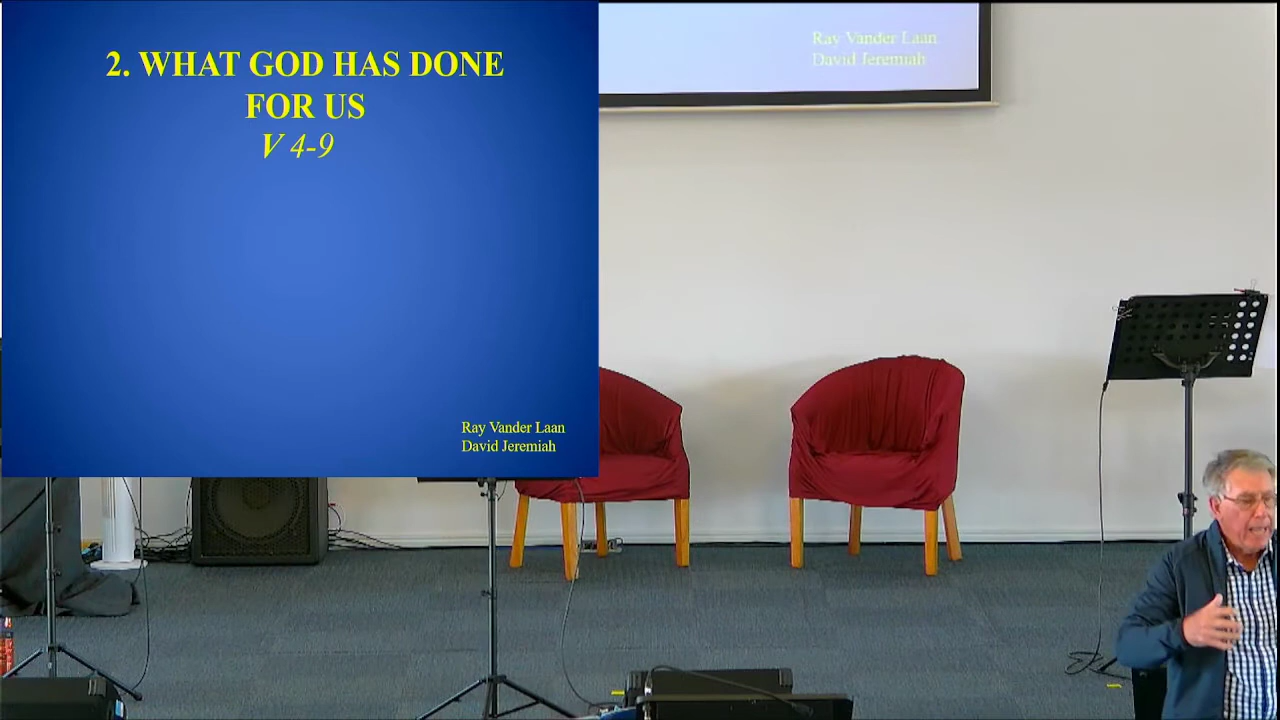 2. WHAT GOD HAS DONE
FOR US
V 4-9
Ray Vander Laan
David Jeremiah
Ray Vander Laan
David Jeremiah